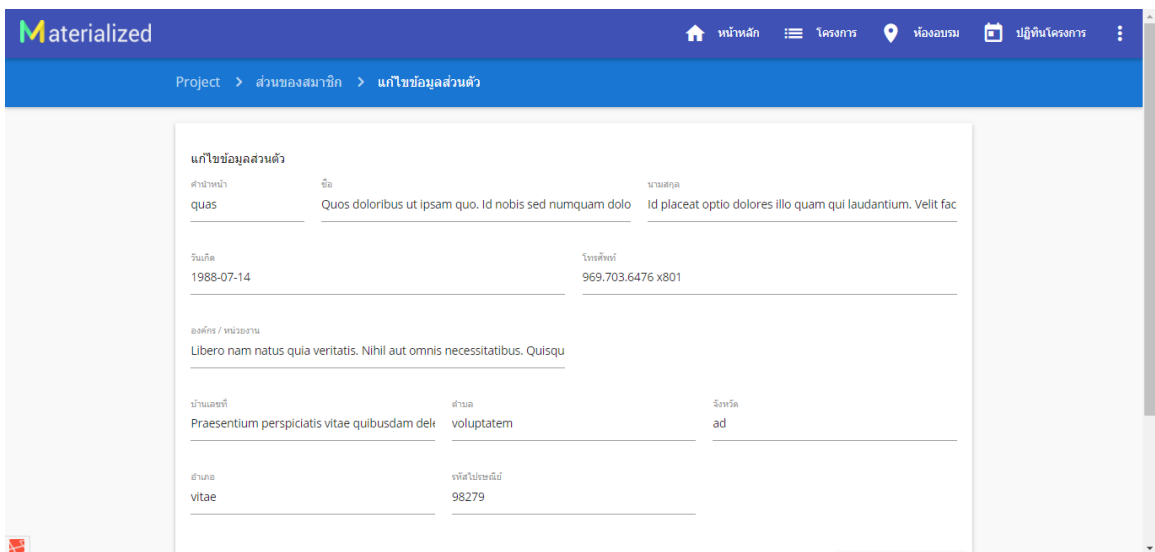 Materialized
หน้าหลัก โครงการ ห้องอบรม ปฏิทินโครงการ
Project > ส่วนของสมาชิก > แก้ไขข้อมูลส่วนตัว
แก้ไขข้อมูลส่วนตัว
คำนำหน้า ชื่อ นามสกุล
quas Quos doloribus ut ipsam quo. Id nobis sed numquam dolo Id placeat optio dolores illo quam qui laudantium. Velit fac
วันเกิด โทรศัพท์
1988-07-14 969.703.6476 x801
องค์กร / หน่วยงาน
Libero nam natus quia veritatis. Nihil aut omnis necessitatibus. Quisqu
บ้านเลขที่ ตำบล จังหวัด
Praesentium perspiciatis vitae quibusdam dele voluptatem ad
อำเภอ รหัสไปรษณีย์
vitae 98279